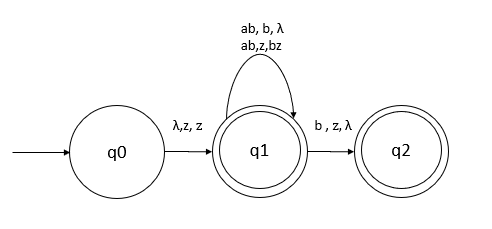 ab, b, λ
ab,z,bz
λ,z, z
b , z, λ
q0
q1
q2